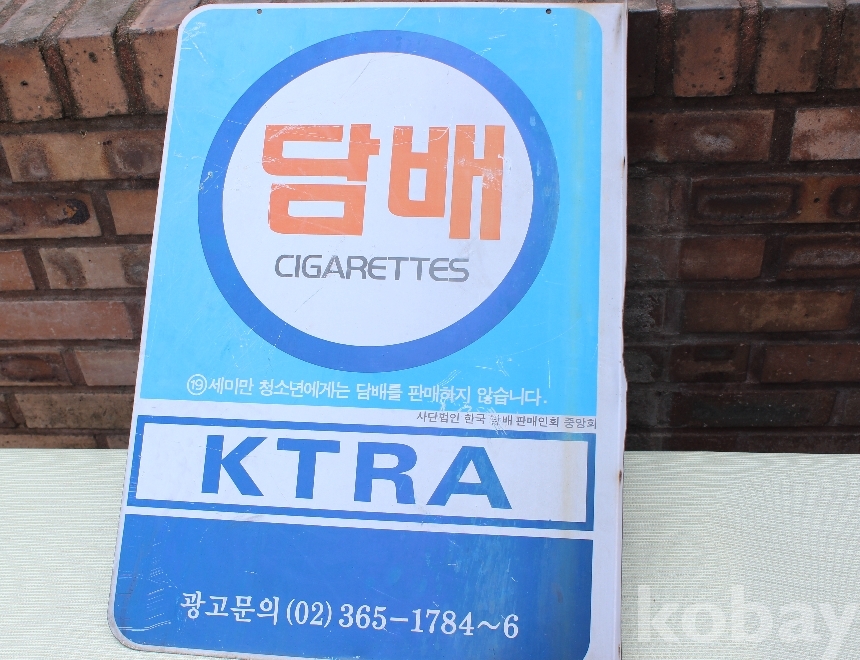 담배
CIGARETTES
⑲세미만 청소년에게는 담배를 판매하지 않습니다.
사단법인 한국 담배 판매인회 중앙회
KTRA
광고문의 (02) 365-1784~6
kobay